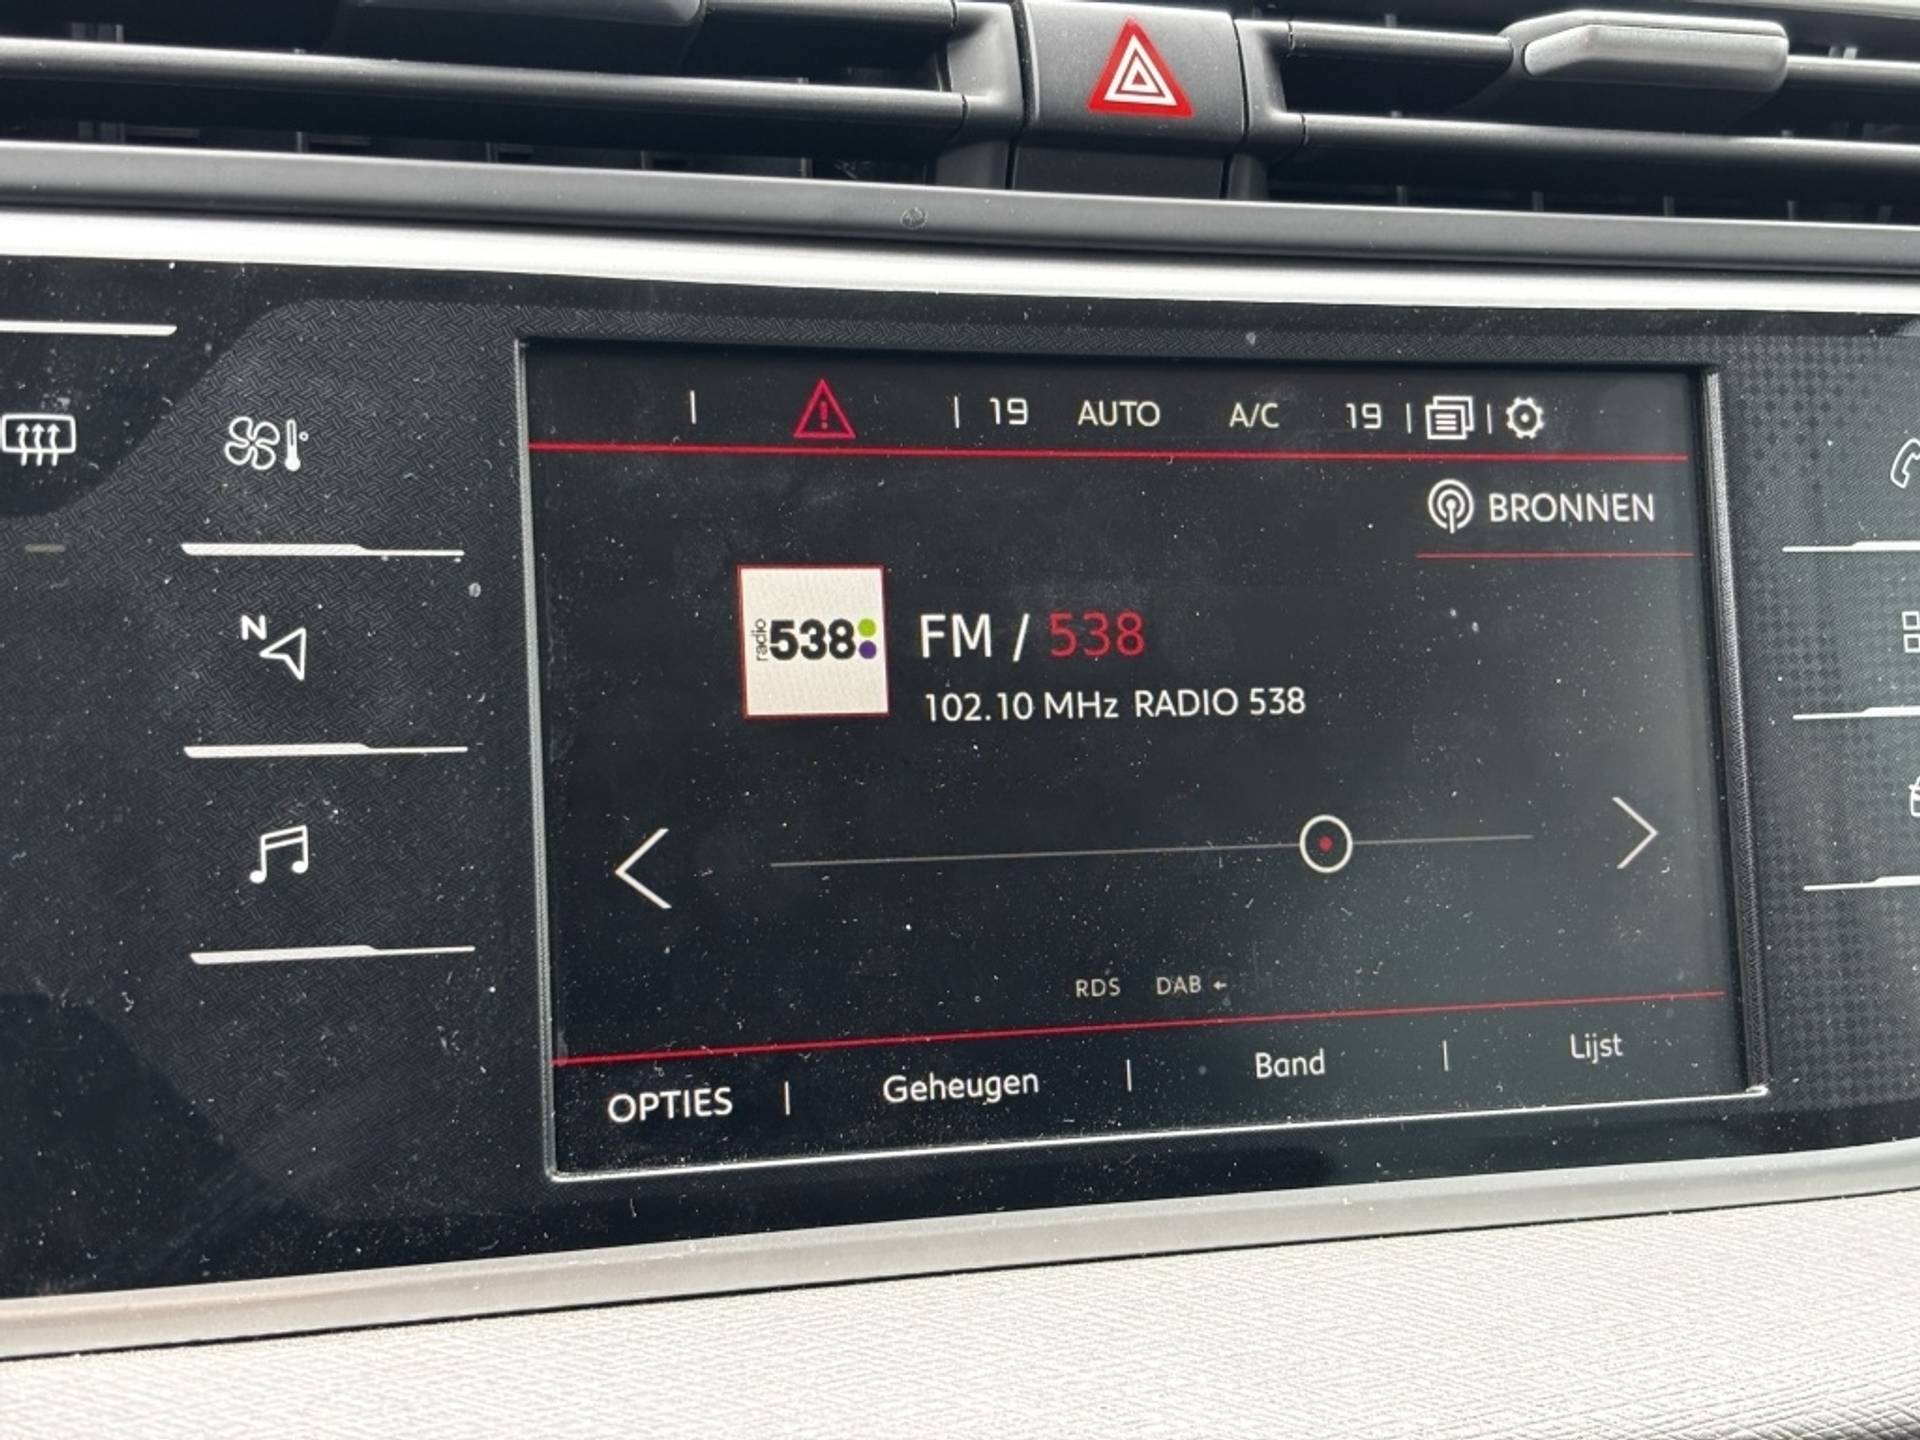 19 AUTO A/C 19
BRONNEN
N
radio 538
FM / 538
102.10 MHz RADIO 538
RDS DAB
OPTIES | Geheugen | Band | Lijst